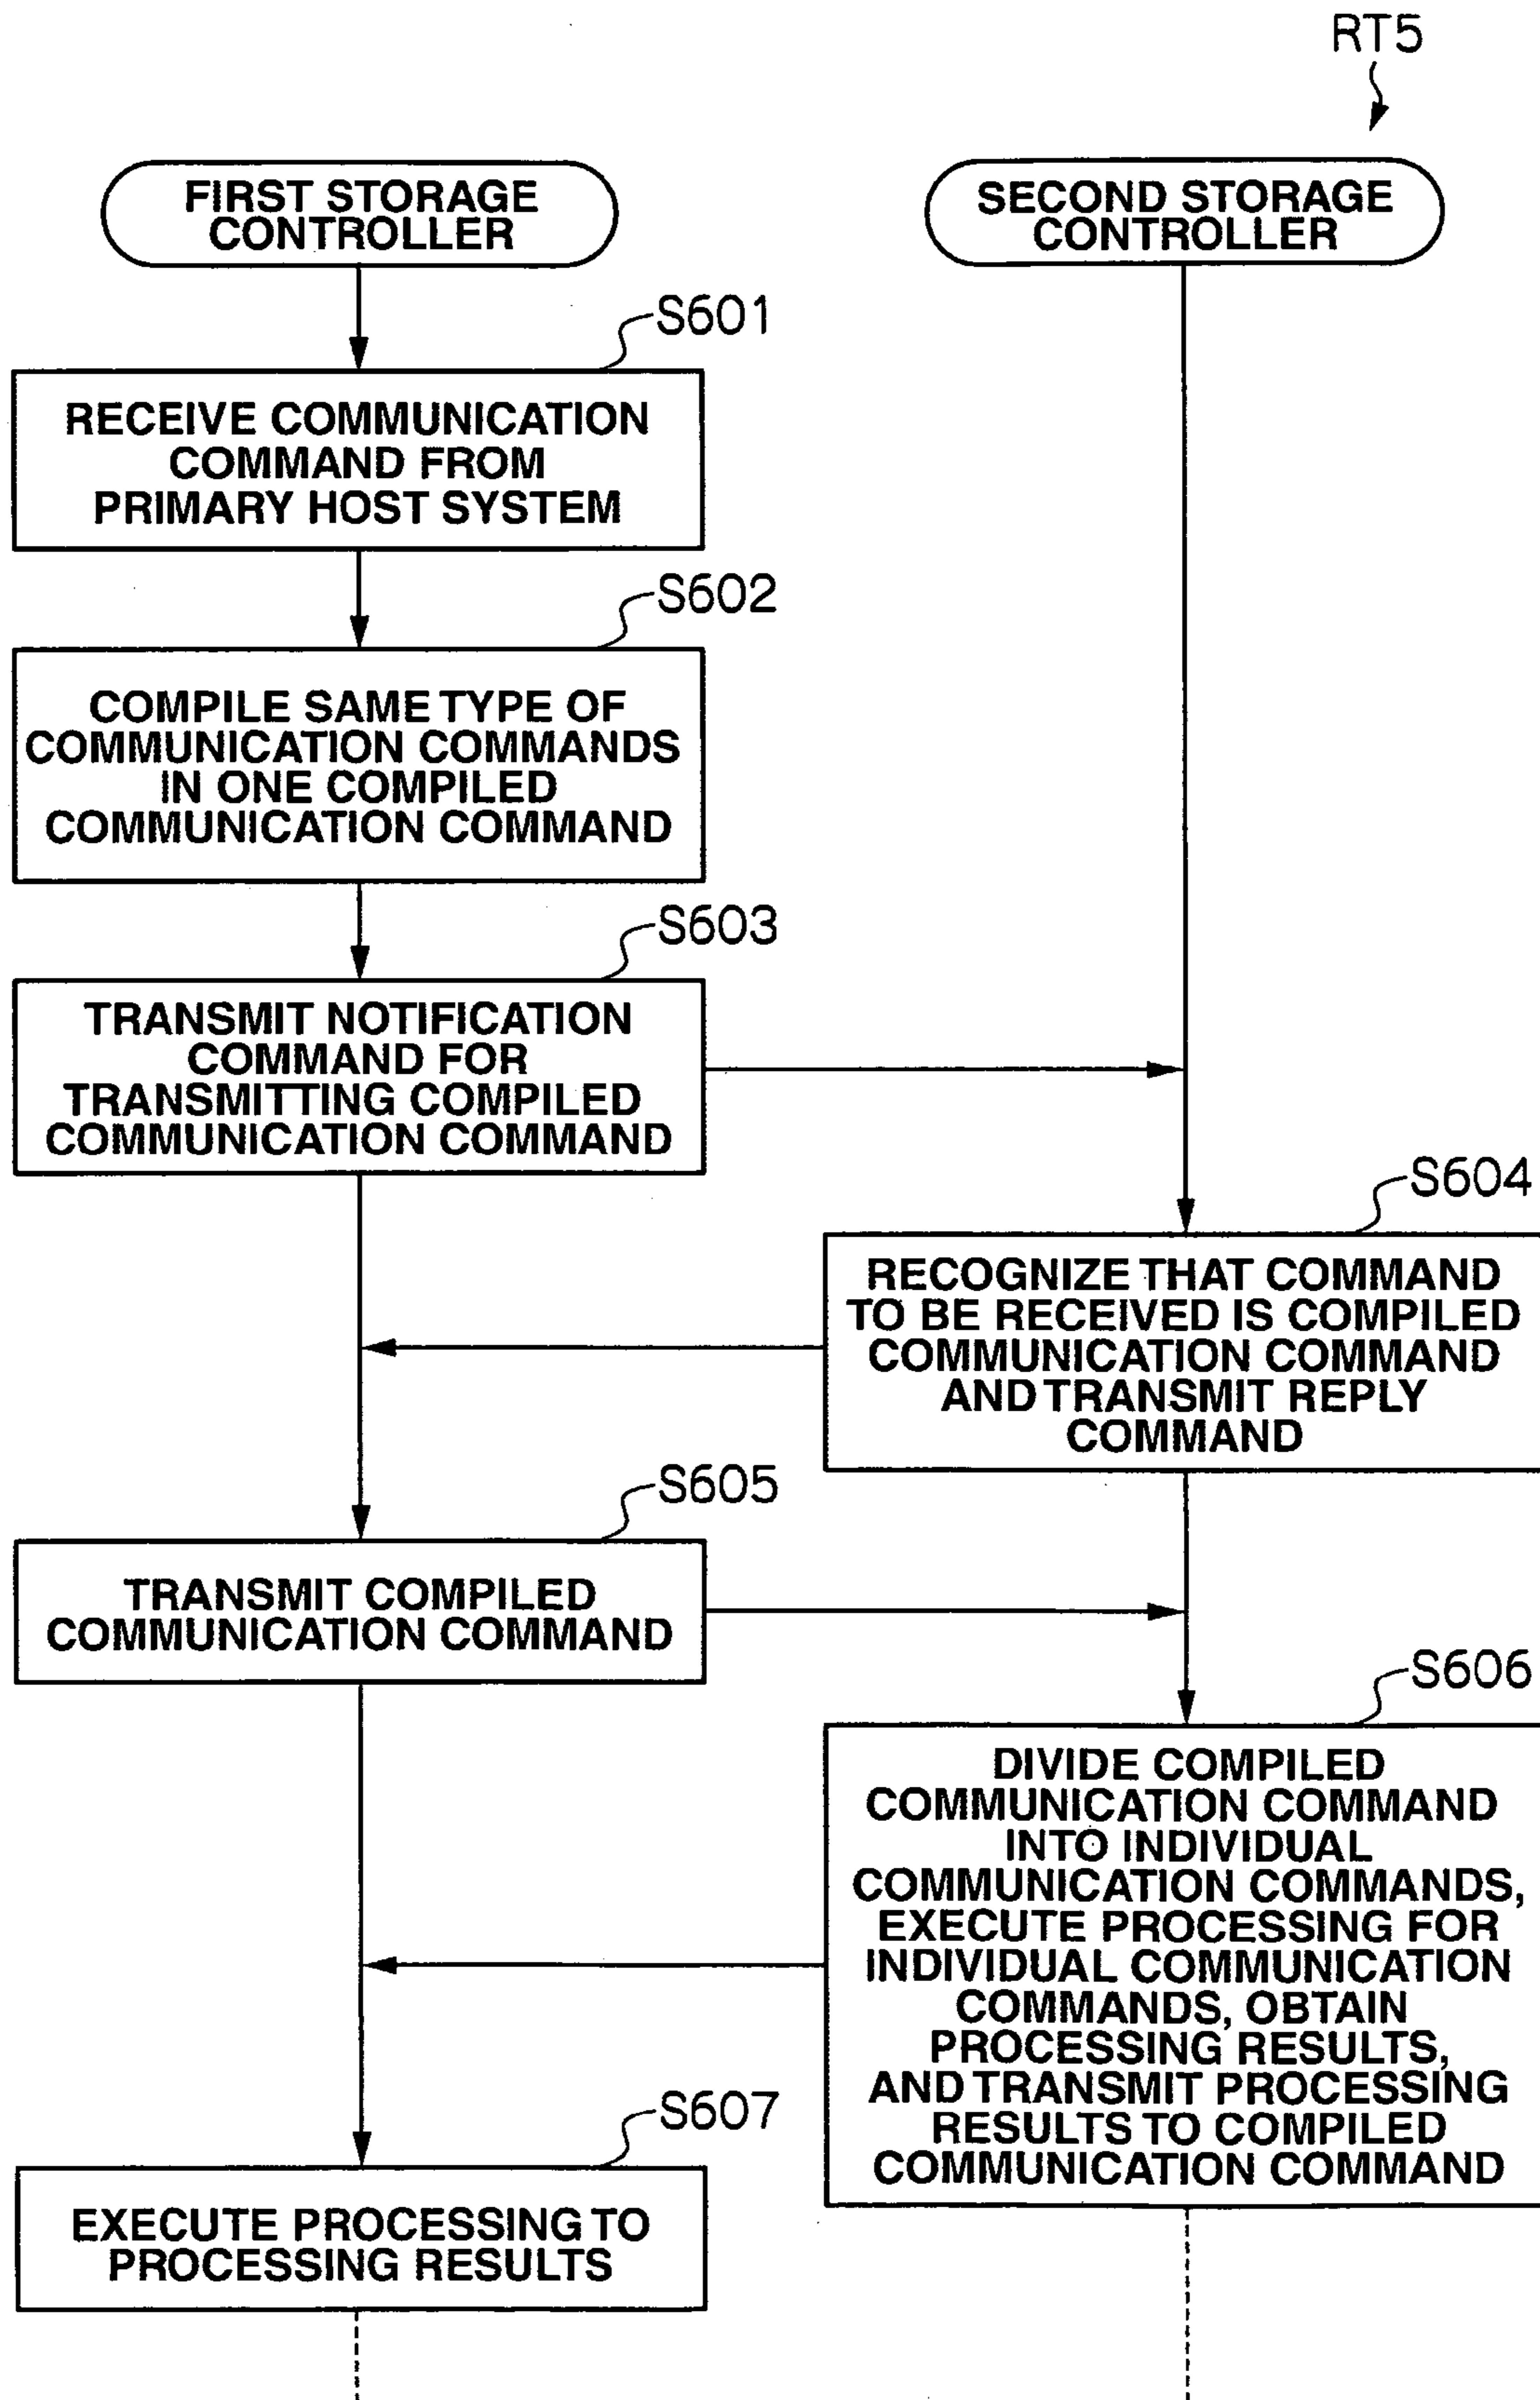 RT5
FIRST STORAGE
CONTROLLER
SECOND STORAGE
CONTROLLER
S601
RECEIVE COMMUNICATION
COMMAND FROM
PRIMARY HOST SYSTEM
S602
COMPILE SAME TYPE OF
COMMUNICATION COMMANDS
IN ONE COMPILED
COMMUNICATION COMMAND
S603
TRANSMIT NOTIFICATION
COMMAND FOR
TRANSMITTING COMPILED
COMMUNICATION COMMAND
S604
RECOGNIZE THAT COMMAND
TO BE RECEIVED IS COMPILED
COMMUNICATION COMMAND
AND TRANSMIT REPLY
COMMAND
S605
TRANSMIT COMPILED
COMMUNICATION COMMAND
S606
DIVIDE COMPILED
COMMUNICATION COMMAND
INTO INDIVIDUAL
COMMUNICATION COMMANDS,
EXECUTE PROCESSING FOR
INDIVIDUAL COMMUNICATION
COMMANDS, OBTAIN
PROCESSING RESULTS,
AND TRANSMIT PROCESSING
RESULTS TO COMPILED
COMMUNICATION COMMAND
S607
EXECUTE PROCESSING TO
PROCESSING RESULTS